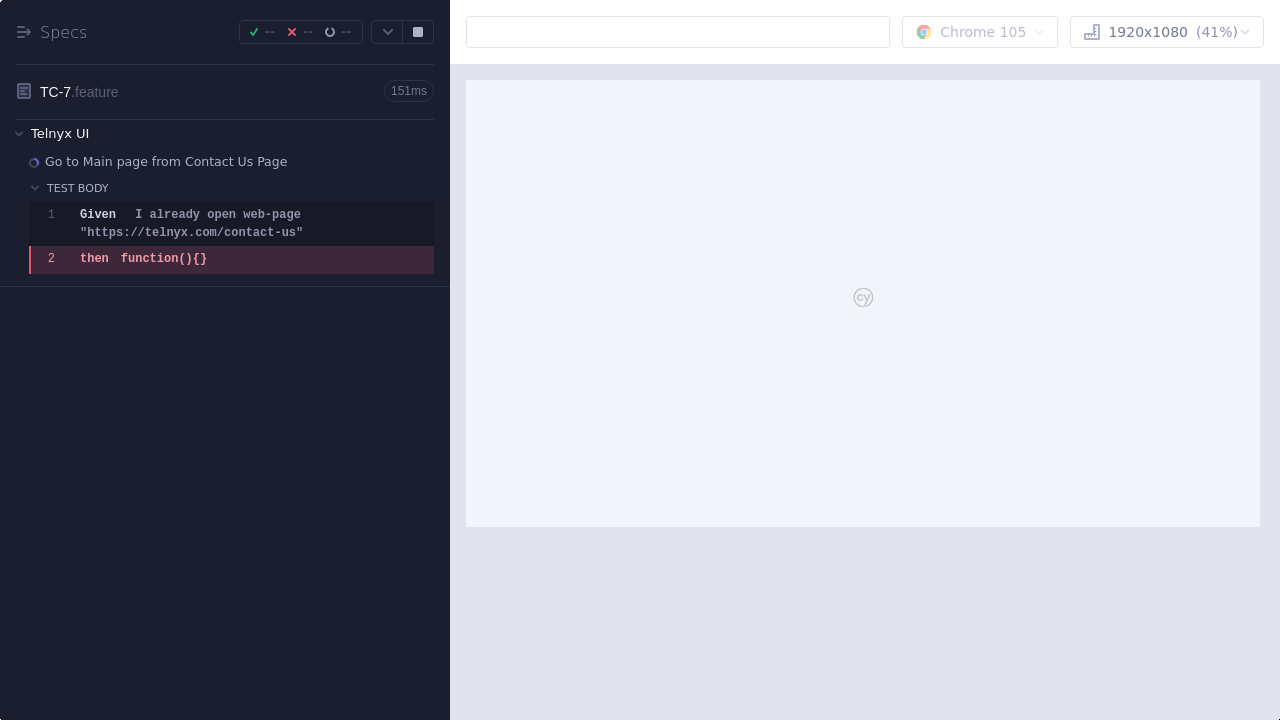 Specs
--
--
--
Chrome 105
1920x1080 (41%)
TC-7.feature
151ms
Telnyx UI
Go to Main page from Contact Us Page
TEST BODY
1 Given I already open web-page
"https://telnyx.com/contact-us"
2 then function(){}
cy